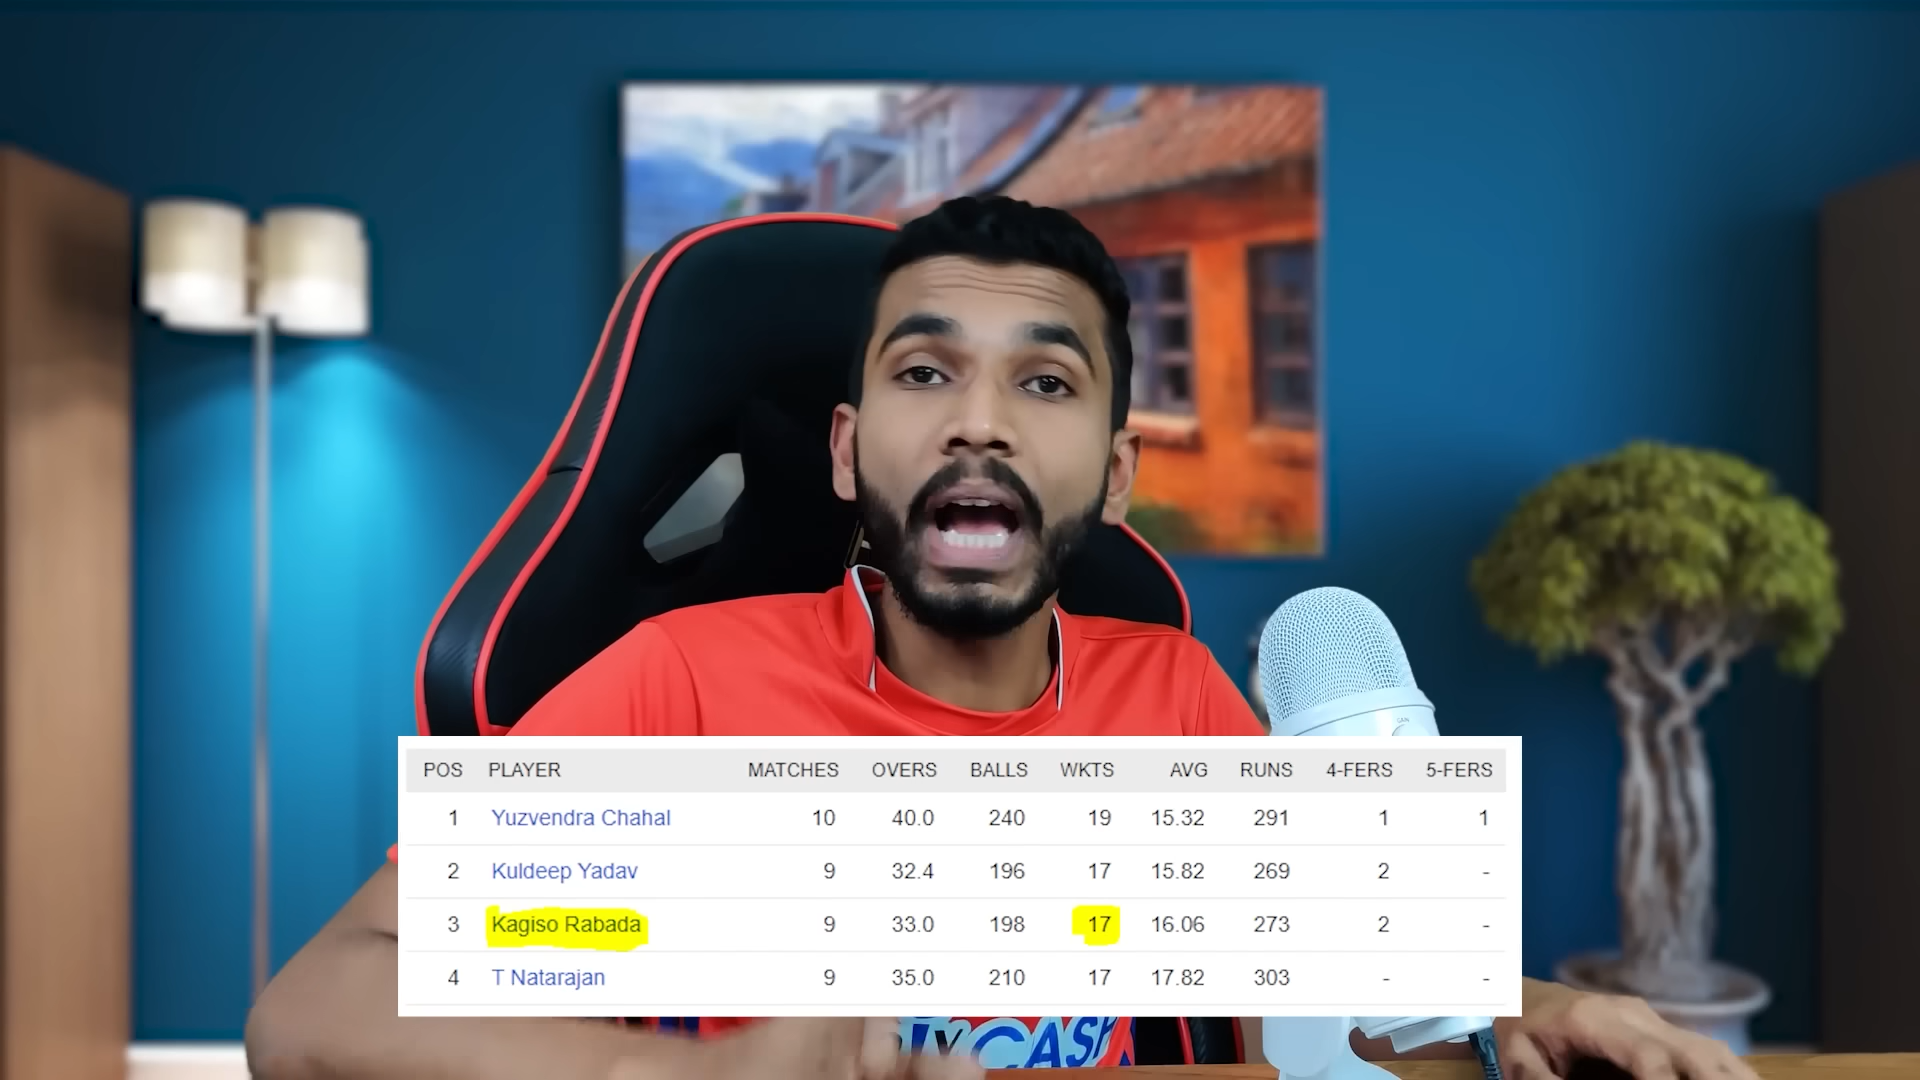 POS PLAYER MATCHES OVERS BALLS WKTS AVG RUNS 4-FERS 5-FERS
1 Yuzvendra Chahal 10 40.0 240 19 15.32 291 1 1
2 Kuldeep Yadav 9 32.4 196 17 15.82 269 2 -
3 Kagiso Rabada 9 33.0 198 17 16.06 273 2 -
4 T Natarajan 9 35.0 210 17 17.82 303 - -
GAIN
CASH